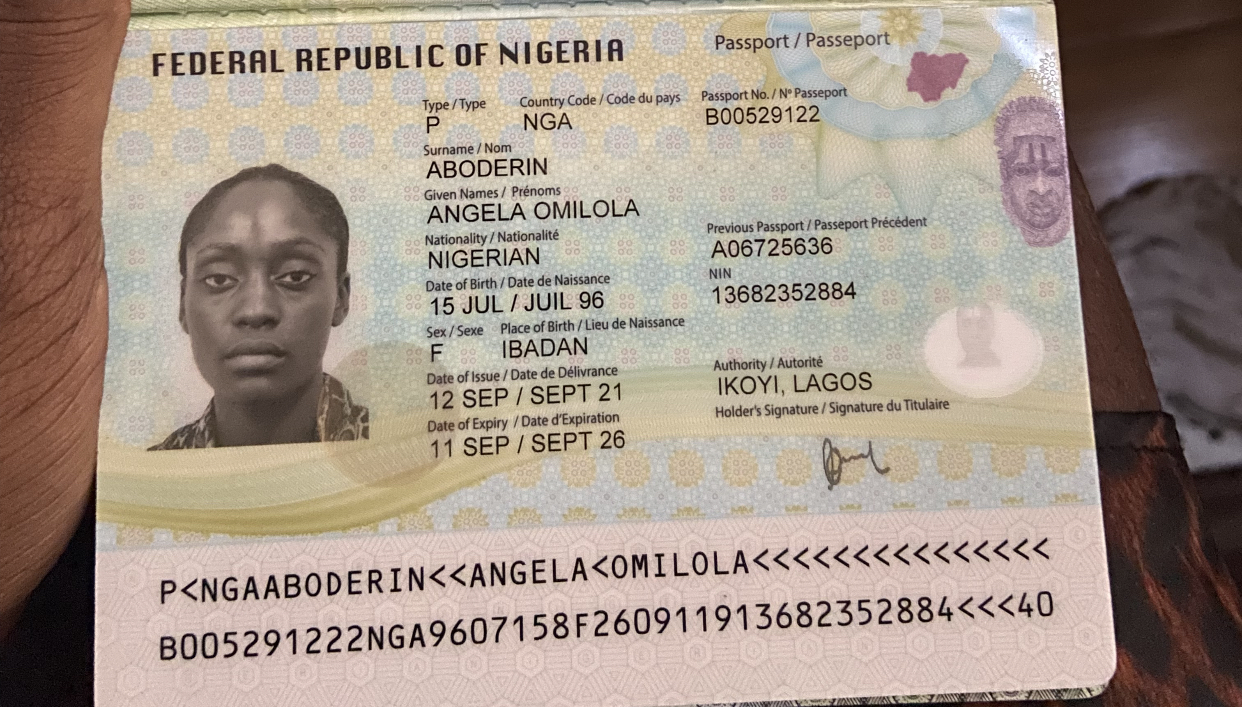 FEDERAL REPUBLIC OF NIGERIA
Passport / Passeport
Type / Type Country Code / Code du pays Passport No. / Nº Passeport
P NGA B00529122
Surname / Nom
ABODERIN
Given Names / Prénoms
ANGELA OMILOLA
Nationality / Nationalité
NIGERIAN
Previous Passport / Passeport Précédent
A06725636
Date of Birth / Date de Naissance
15 JUL / JUIL 96
NIN
13682352884
Sex / Sexe Place of Birth / Lieu de Naissance
F IBADAN
Date of Issue / Date de Délivrance
12 SEP / SEPT 21
Authority / Autorité
IKOYI, LAGOS
Date of Expiry / Date d'Expiration
11 SEP / SEPT 26
Holder's Signature / Signature du Titulaire
P<NGAABODERIN<<ANGELA<OMILOLA<<<<<<<<<<<<<<<
B005291222NGA9607158F26091191368235288​4<<<40